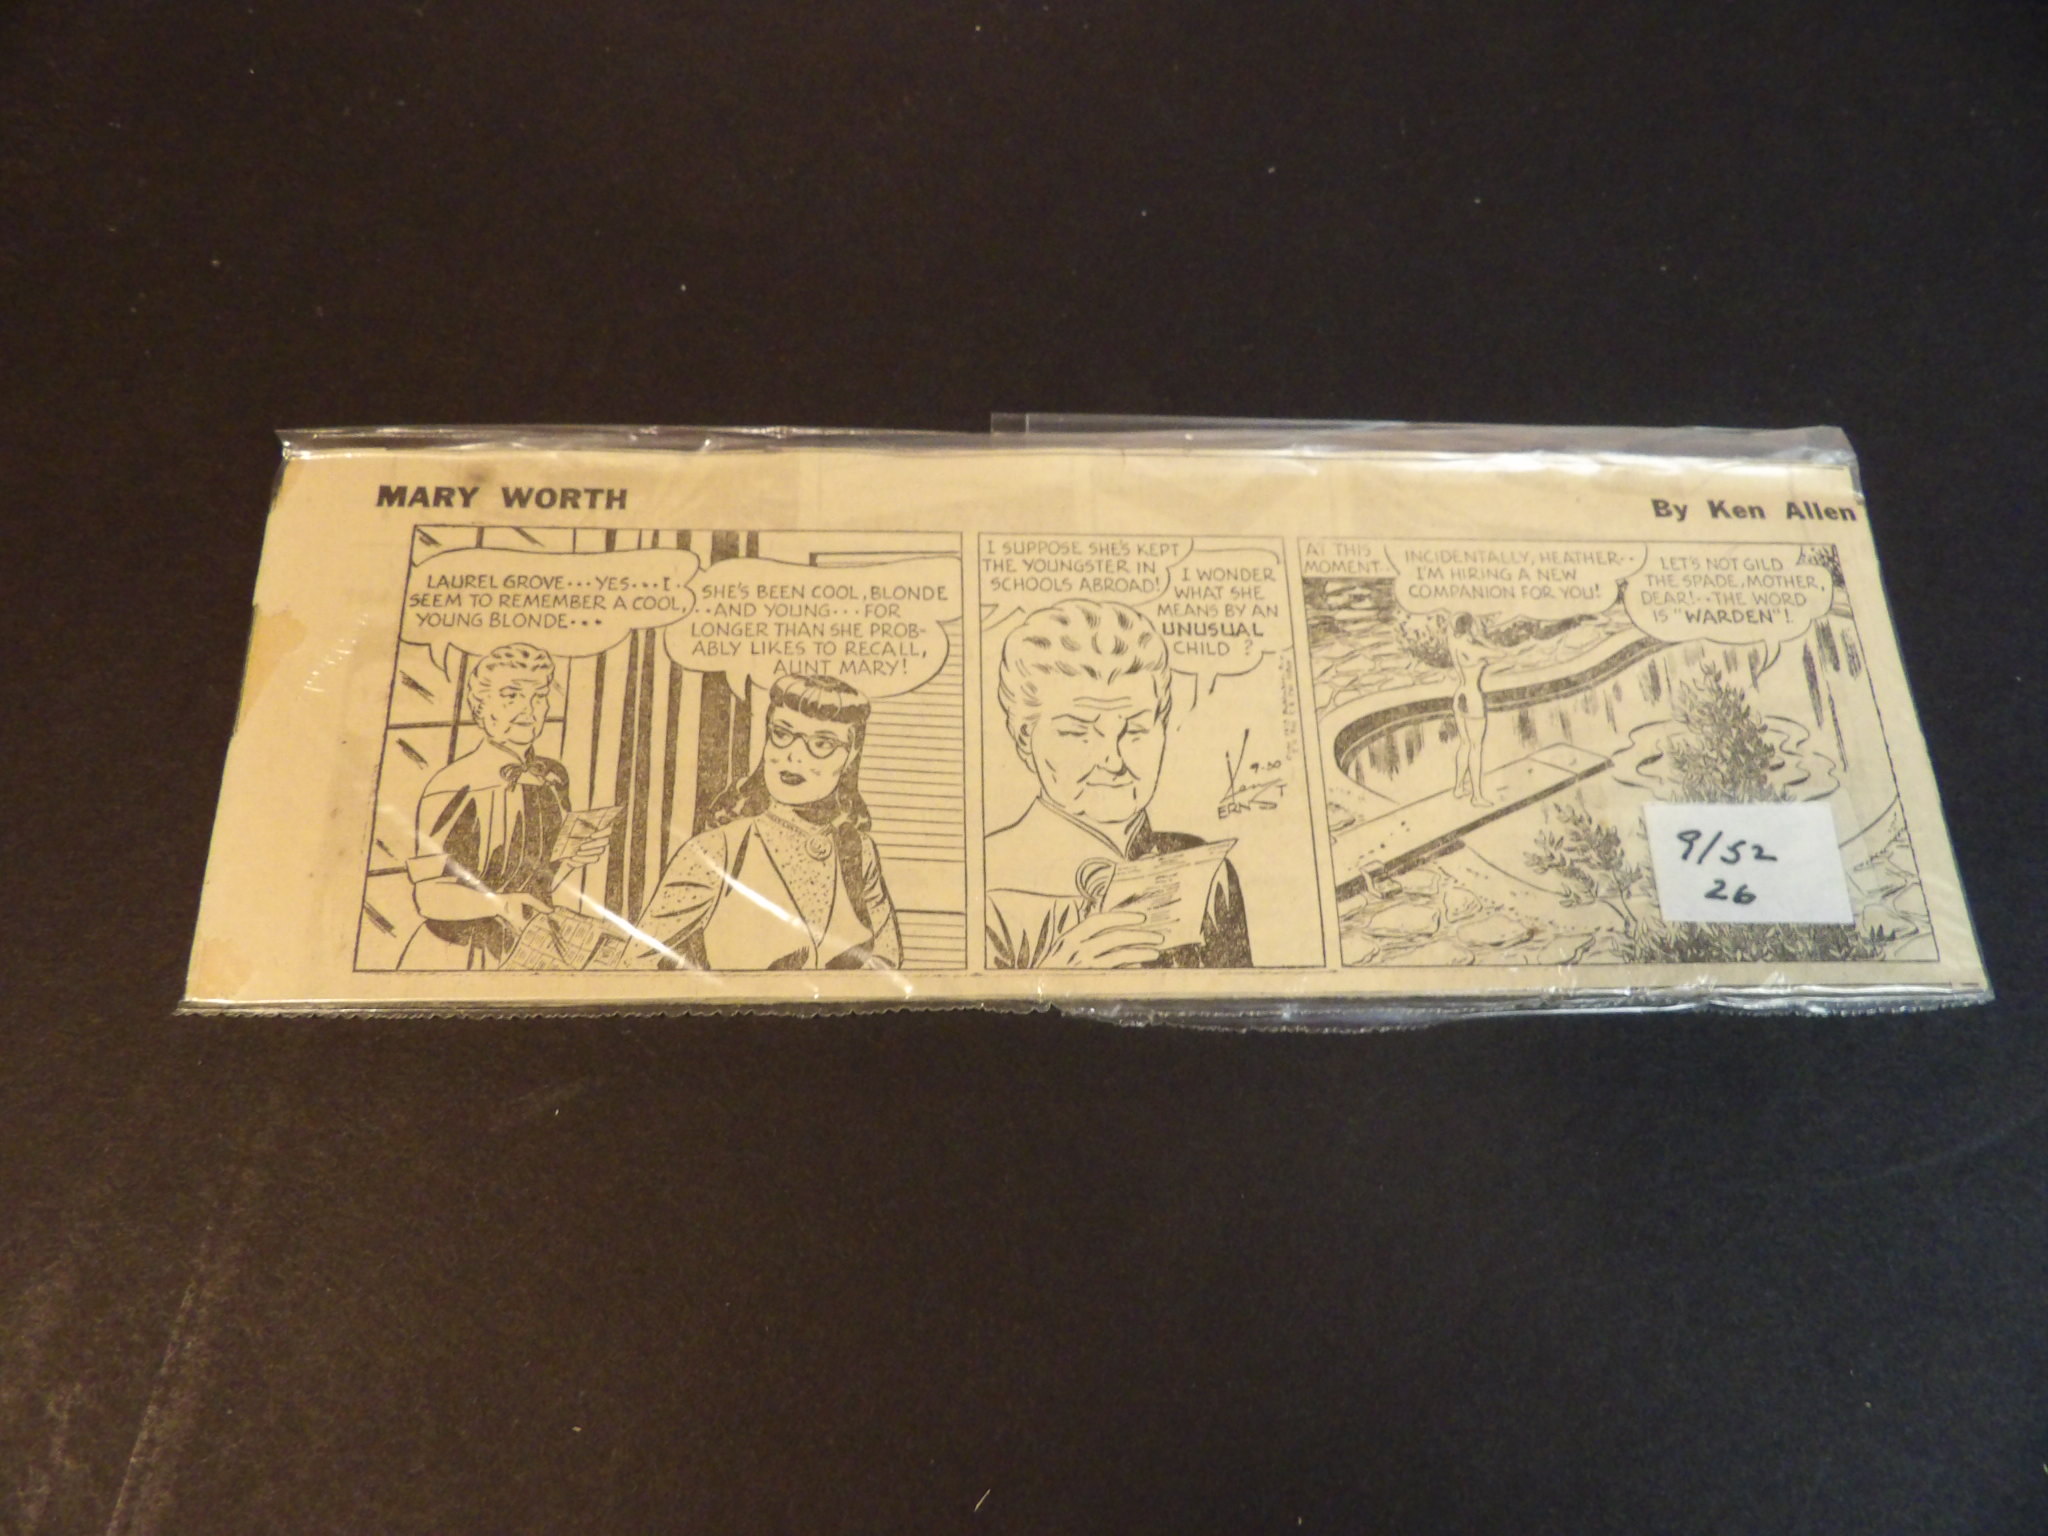 MARY WORTH
By Ken Allen
LAUREL GROVE...YES...I
SEEM TO REMEMBER A COOL,
YOUNG BLONDE...
SHE'S BEEN COOL, BLONDE
..AND YOUNG...FOR
LONGER THAN SHE PROB-
ABLY LIKES TO RECALL,
AUNT MARY!
I SUPPOSE SHE'S KEPT
THE YOUNGSTER IN
SCHOOLS ABROAD!
I WONDER
WHAT SHE
MEANS BY AN
UNUSUAL
CHILD?
9-30
Ken
ERNST
AT THIS
MOMENT
INCIDENTALLY, HEATHER..
I'M HIRING A NEW
COMPANION FOR YOU!
LET'S NOT GILD
THE SPADE, MOTHER,
DEAR!..THE WORD
IS "WARDEN"!
9/52
26